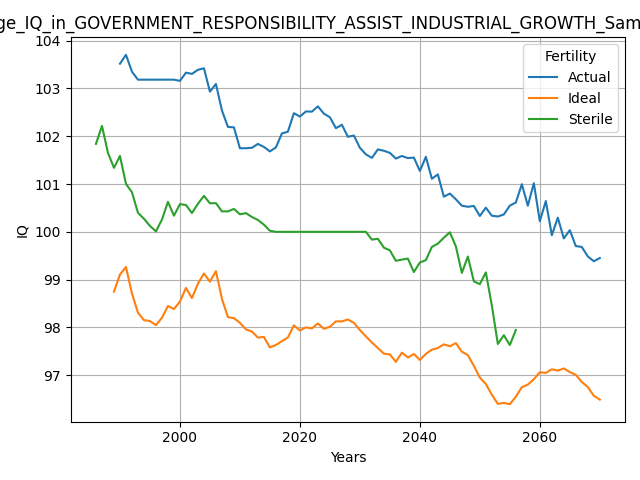 ge_IQ_in_GOVERNMENT_RESPONSIBILITY_ASSIST_INDUSTRIAL_GROWTH_Sam
104
103
102
101
100
99
98
97
IQ
Fertility
Actual
Ideal
Sterile
2000
2020
2040
2060
Years